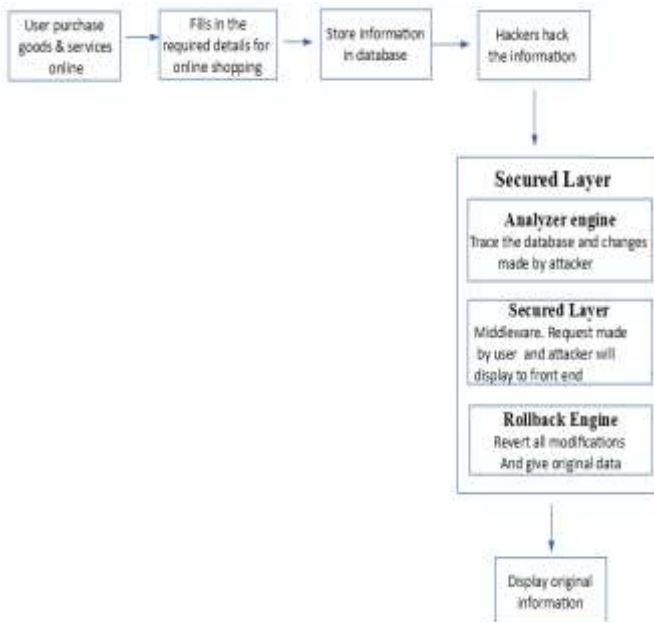 User purchase
goods & services
online
Fills in the
required details for
online shopping
Store Information
in database
Hackers hack
the information
Secured Layer
Analyzer engine
Trace the database and changes
made by attacker
Secured Layer
Middleware. Request made
by user and attacker will
display to front end
Rollback Engine
Revert all modifications
And give original data
Display original
information